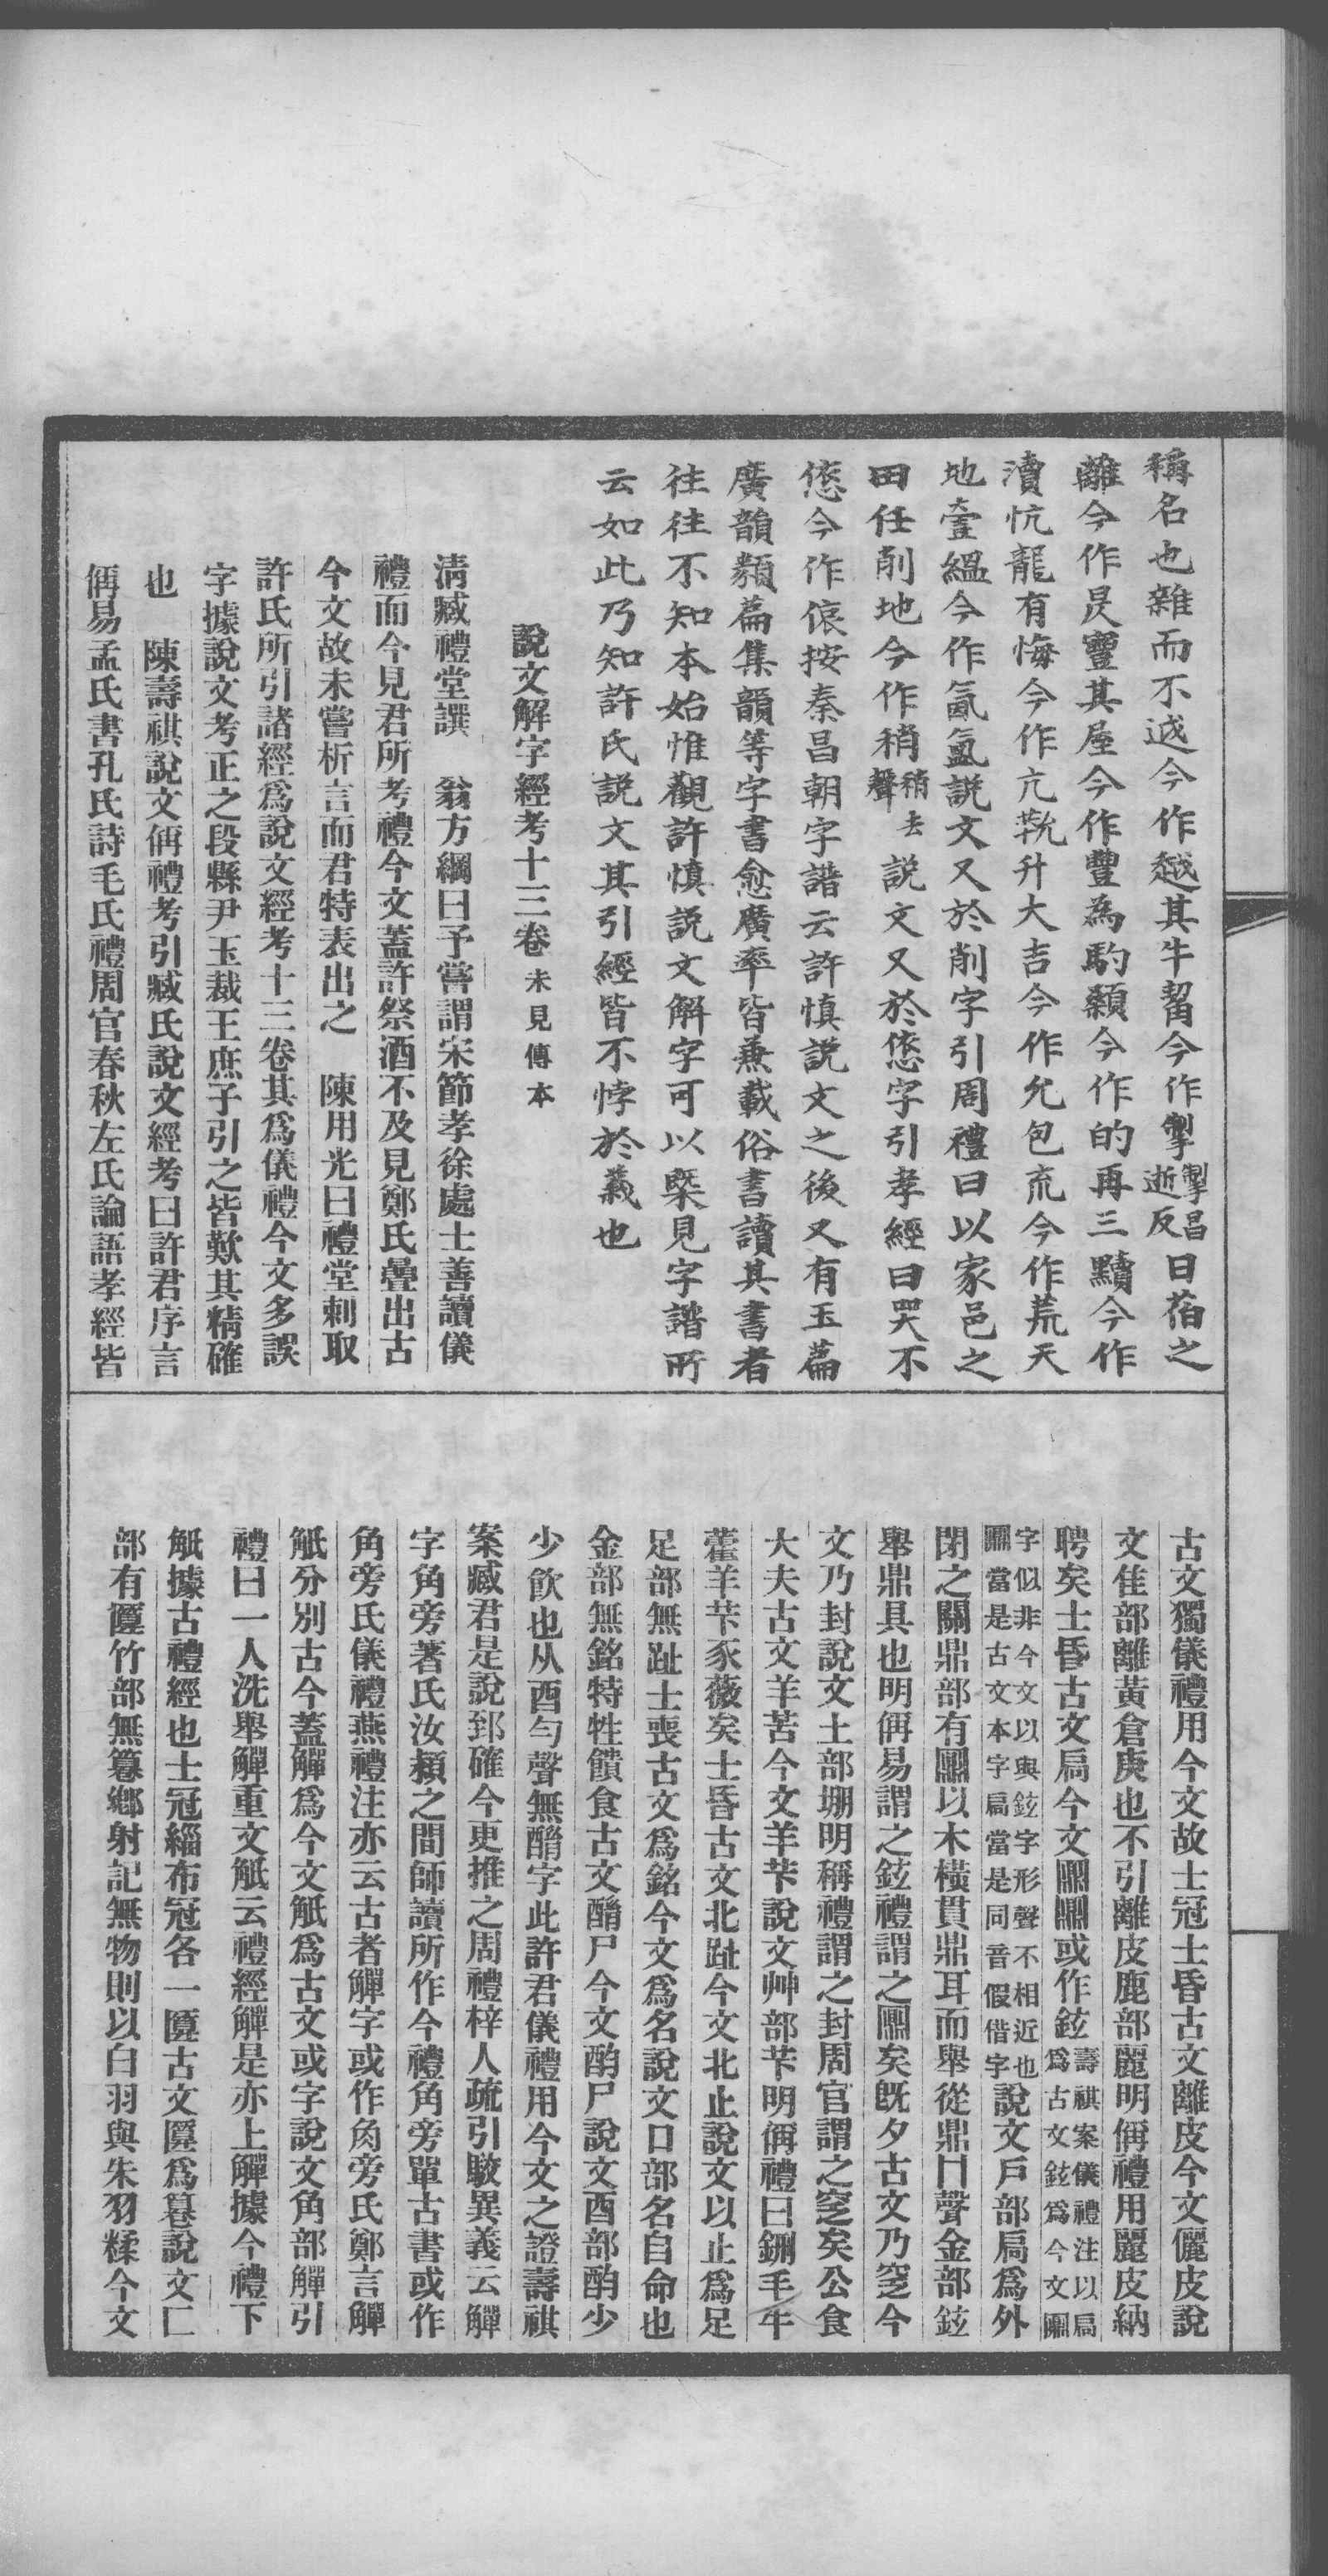 稱名也雜而不𨒋今作越其牛觢今作掣掣昌逝反日𦱤之
離今作昃寷其屋今作豐為馰顙今作的再三黷今作
瀆忼龍有悔今作亢𡴞升大吉今作允包㠩今作荒天
地壹縕今作氤氳説文又於削字引周禮曰以家邑之
田任削地今作稍稍去聲説文又於㥋字引孝經曰哭不
㥋今作偯按秦昌朝字譜云許慎説文之後又有玉篇
廣韻類篇集韻等字書愈廣率皆兼載俗書讀其書者
往往不知本始惟觀許慎説文解字可以槩見字譜所
云如此乃知許氏説文其引經皆不悖於義也
說文解字經考十三卷未見傳本
清臧禮堂譔　翁方綱曰予嘗謂宋節孝徐處士善讀儀
禮而今見君所考禮今文蓋許祭酒不及見鄭氏疊出古
今文故未嘗析言而君特表出之　陳用光曰禮堂刺取
許氏所引諸經爲說文經考十三卷其爲儀禮今文多誤
字據說文考正之段縣尹玉裁王庶子引之皆歎其精確
也　陳壽祺說文偁禮考引臧氏說文經考曰許君序言
偁易孟氏書孔氏詩毛氏禮周官春秋左氏論語孝經皆
古文獨儀禮用今文故士冠士昏古文離皮今文儷皮說
文隹部離黃倉庚也不引離皮鹿部麗明偁禮用麗皮納
聘矣士昏古文扃今文鼏鼏或作鉉壽祺案儀禮注以扃爲古文鉉爲今文鼏
字似非今文以與鉉字形聲不相近也鼏當是古文本字扃當是同音假借字說文戶部扃爲外
閉之關鼎部有鼏以木橫貫鼎耳而舉從鼎冂聲金部鉉
舉鼎具也明偁易謂之鉉禮謂之鼏矣旣夕古文乃窆今
文乃封說文土部堋明稱禮謂之封周官謂之窆矣公食
大夫古文羊苦今文羊芐說文艸部芐明偁禮曰鉶毛牛
藿羊芐豕薇矣士昏古文北趾今文北止說文以止爲足
足部無趾士喪古文爲銘今文爲名說文口部名自命也
金部無銘特牲饋食古文酳尸今文酌尸說文酉部酌少
少飮也从酉勻聲無酳字此許君儀禮用今文之證壽祺
案臧君是說郅確今更推之周禮梓人疏引駮異義云觶
字角旁著氏汝潁之間師讀所作今禮角旁單古書或作
角旁氏儀禮燕禮注亦云古者觶字或作角旁氏鄭言觶
觗分別古今蓋觶爲今文觗爲古文或字說文角部觶引
禮曰一人洗舉觶重文觗云禮經觶是亦上觶據今禮下
觗據古禮經也士冠緇布冠各一匴古文匴爲篹說文匚
部有匴竹部無篹鄉射記無物則以白羽與朱羽糅今文